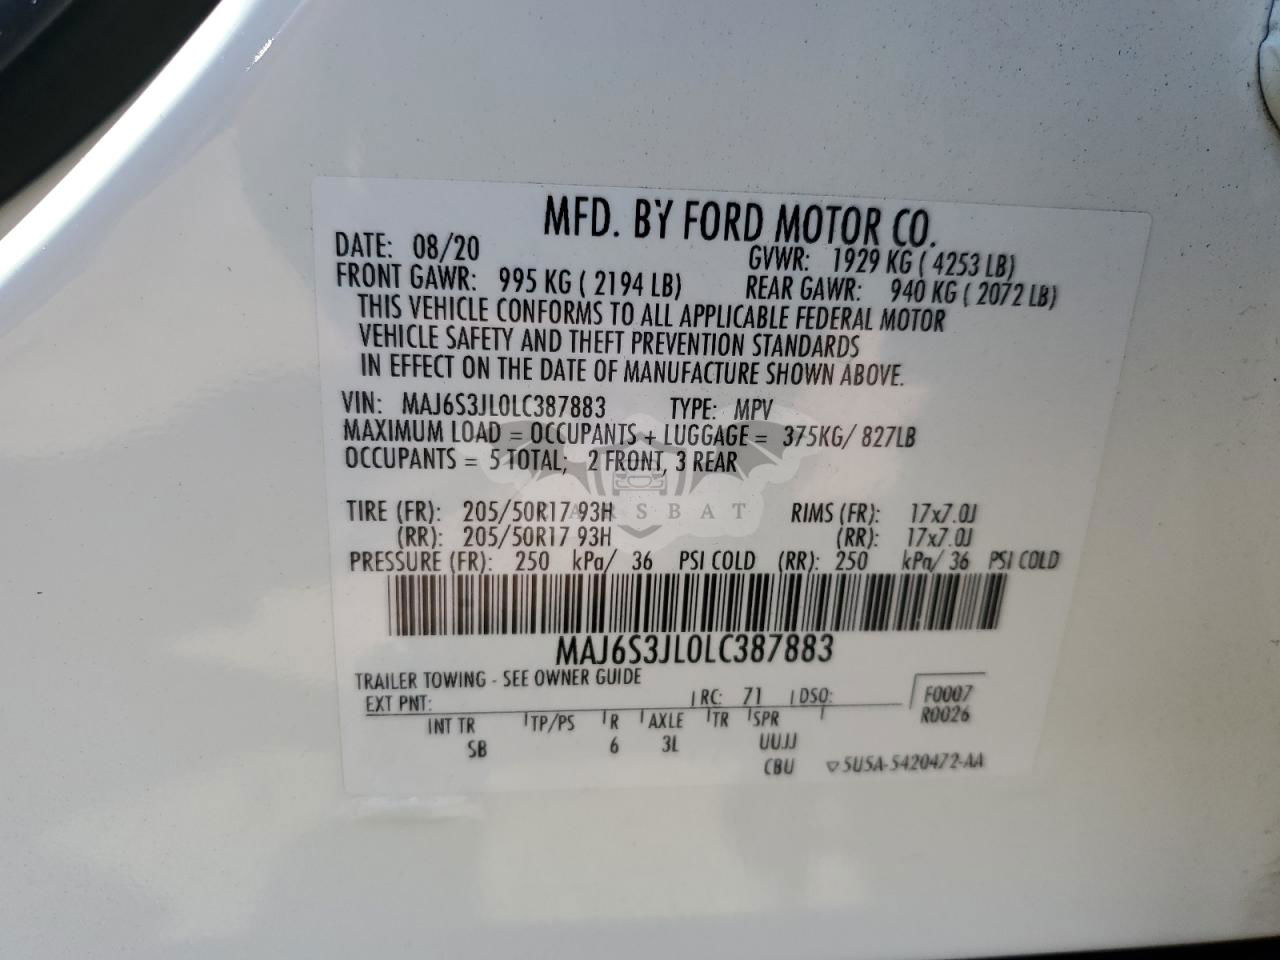 MFD. BY FORD MOTOR CO.
DATE: 08/20 GVWR: 1929 KG ( 4253 LB)
FRONT GAWR: 995 KG ( 2194 LB) REAR GAWR: 940 KG ( 2072 LB)
THIS VEHICLE CONFORMS TO ALL APPLICABLE FEDERAL MOTOR
VEHICLE SAFETY AND THEFT PREVENTION STANDARDS
IN EFFECT ON THE DATE OF MANUFACTURE SHOWN ABOVE.
VIN: MAJ6S3JL0LC387883 TYPE: MPV
MAXIMUM LOAD = OCCUPANTS + LUGGAGE = 375KG/ 827LB
OCCUPANTS = 5 TOTAL; 2 FRONT, 3 REAR
TIRE (FR): 205/50R17 93H RIMS (FR): 17x7.0J
(RR): 205/50R17 93H (RR): 17x7.0J
PRESSURE (FR): 250 kPa/ 36 PSI COLD (RR): 250 kPa/ 36 PSI COLD
MAJ6S3JL0LC387883
TRAILER TOWING - SEE OWNER GUIDE
EXT PNT: RC: 71 DSO: F0007
R0026
INT TR TP/PS R AXLE TR SPR
SB 6 3L UUJJ
CBU 5U5A-5420472-AA